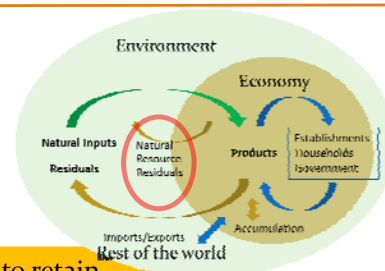 Environment
Economy
Natural Inputs
Residuals
Natural
Resource
Residuals
Products
Establishments
Households
Government
Accumulation
Imports/Exports
Rest of the world
to retain